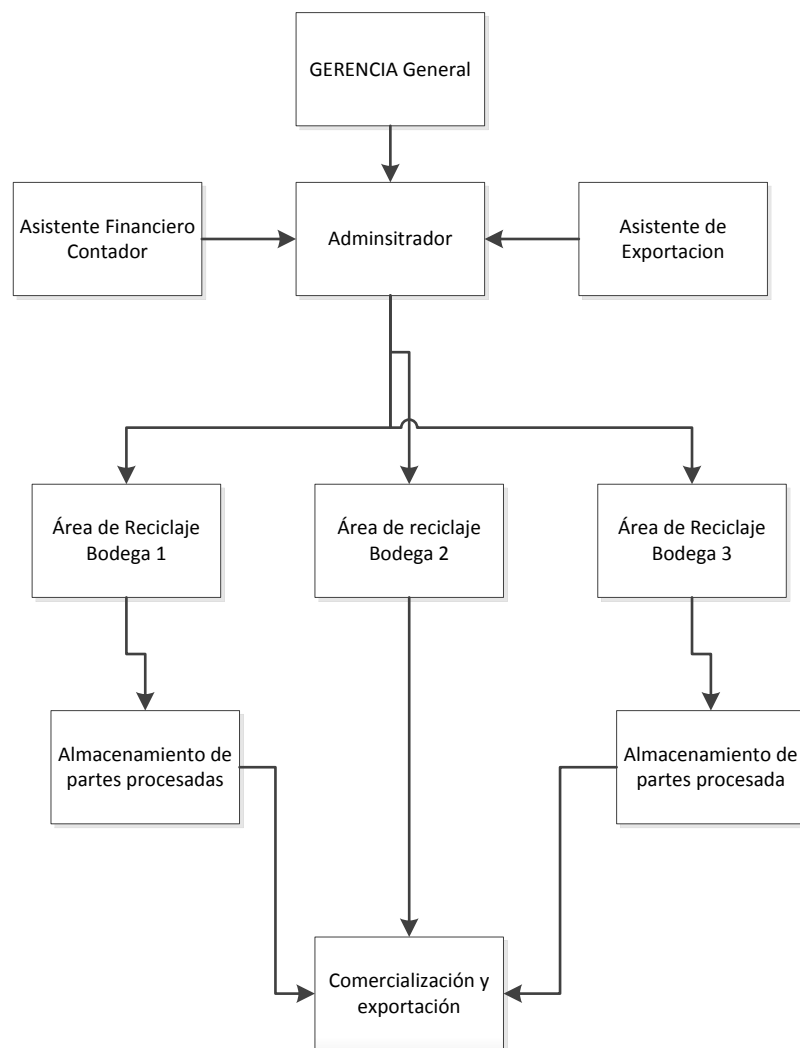 GERENCIA General
Asistente Financiero
Contador
Adminsitrador
Asistente de
Exportacion
Área de Reciclaje
Bodega 1
Área de reciclaje
Bodega 2
Área de Reciclaje
Bodega 3
Almacenamiento de
partes procesadas
Almacenamiento de
partes procesada
Comercialización y
exportación